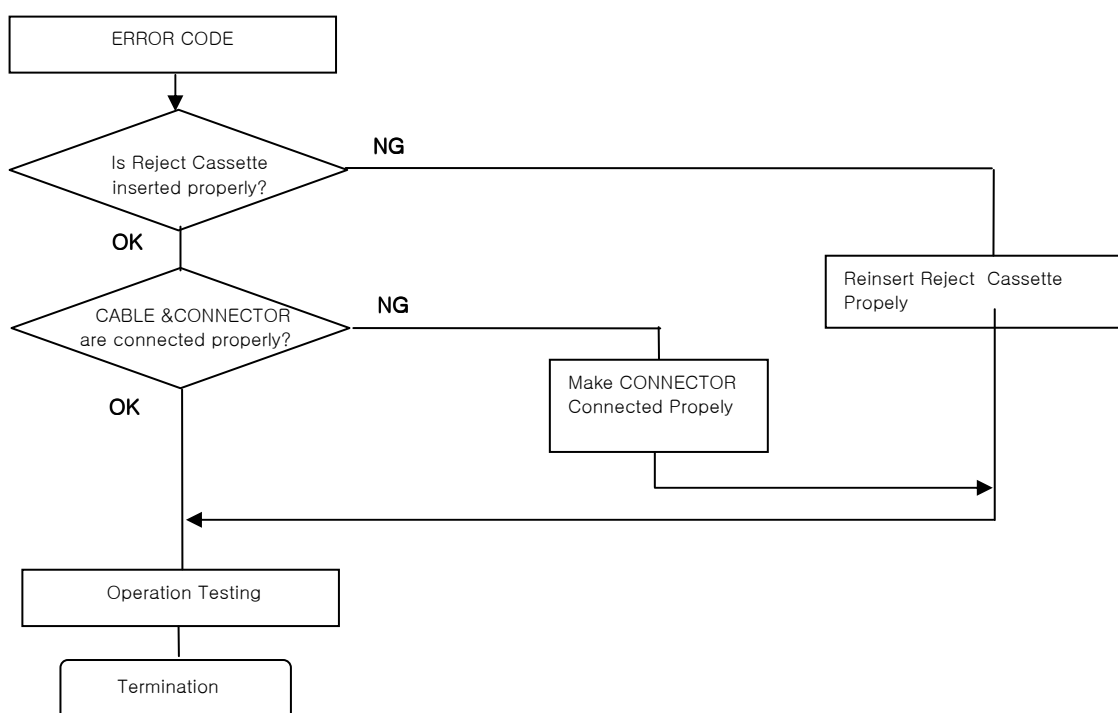 ERROR CODE
NG
Is Reject Cassette
inserted properly?
OK
Reinsert Reject Cassette
Propely
NG
CABLE &CONNECTOR
are connected properly?
Make CONNECTOR
Connected Propely
OK
Operation Testing
Termination